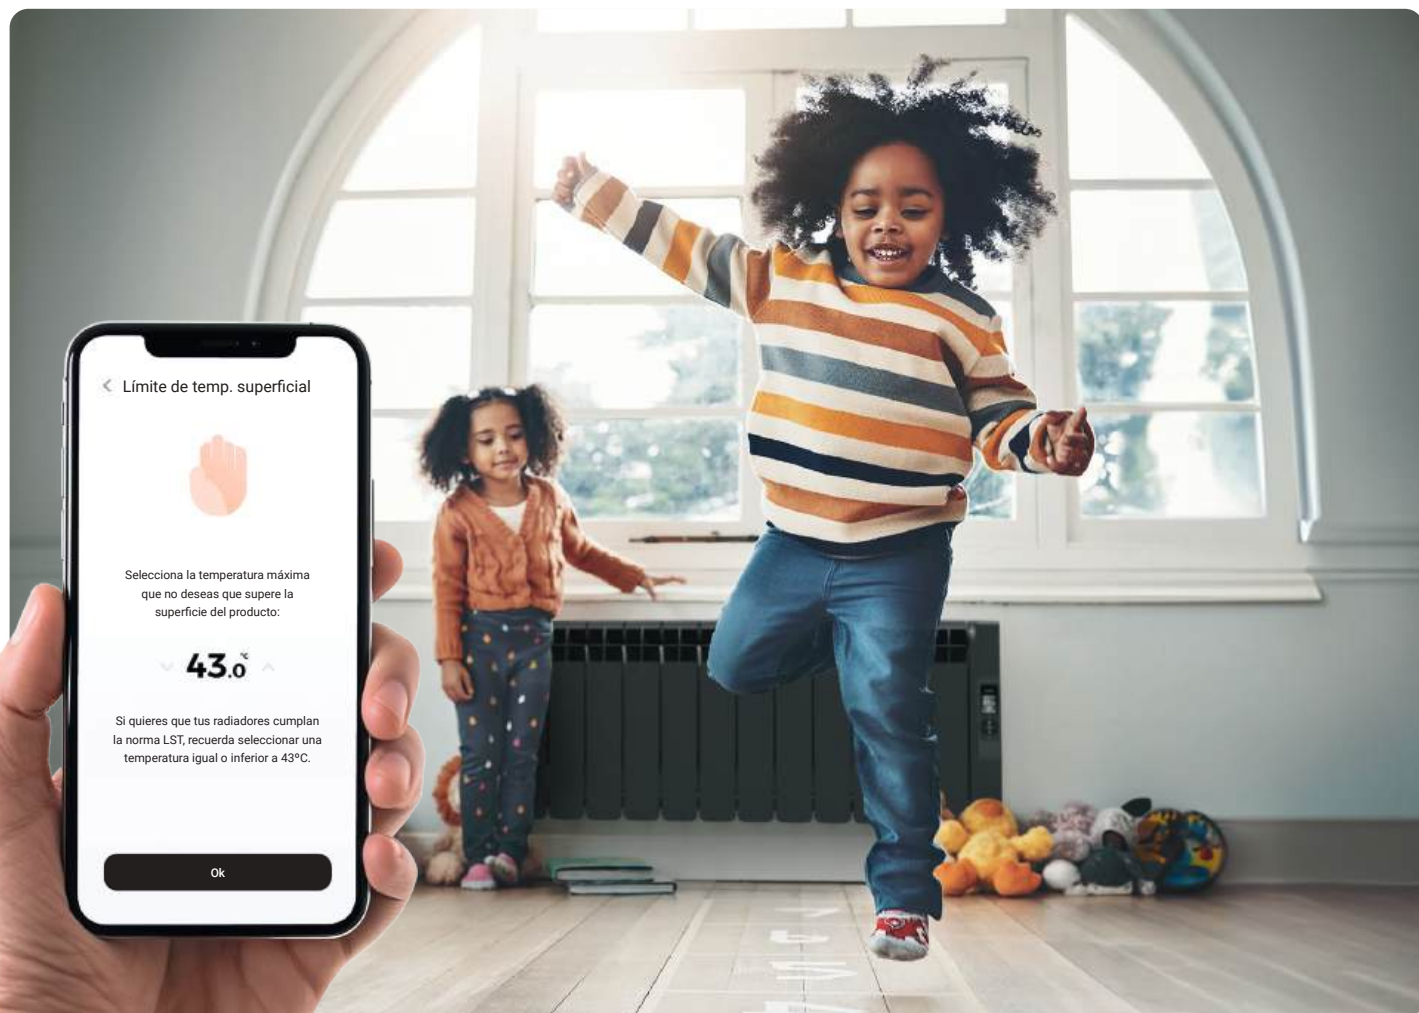 Límite de temp. superficial
Selecciona la temperatura máxima
que no deseas que supere la
superficie del producto:
43.0°C
Si quieres que tus radiadores cumplan
la norma LST, recuerda seleccionar una
temperatura igual o inferior a 43ºC.
Ok